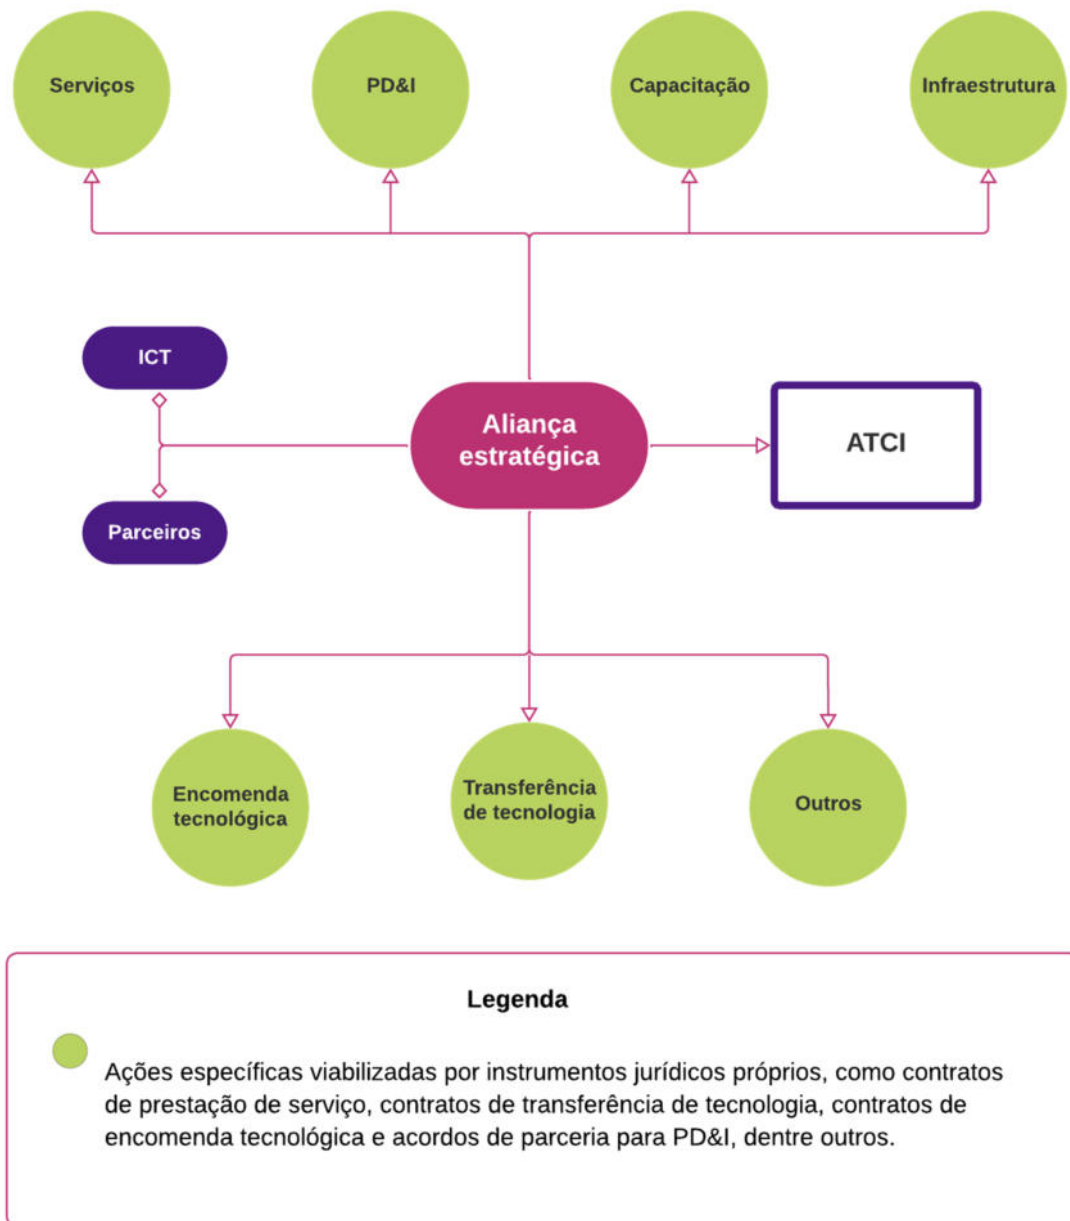 Serviços
PD&I
Capacitação
Infraestrutura
ICT
Aliança
estratégica
ATCI
Parceiros
Encomenda
tecnológica
Transferência
de tecnologia
Outros
Legenda
Ações específicas viabilizadas por instrumentos jurídicos próprios, como contratos
de prestação de serviço, contratos de transferência de tecnologia, contratos de
encomenda tecnológica e acordos de parceria para PD&I, dentre outros.